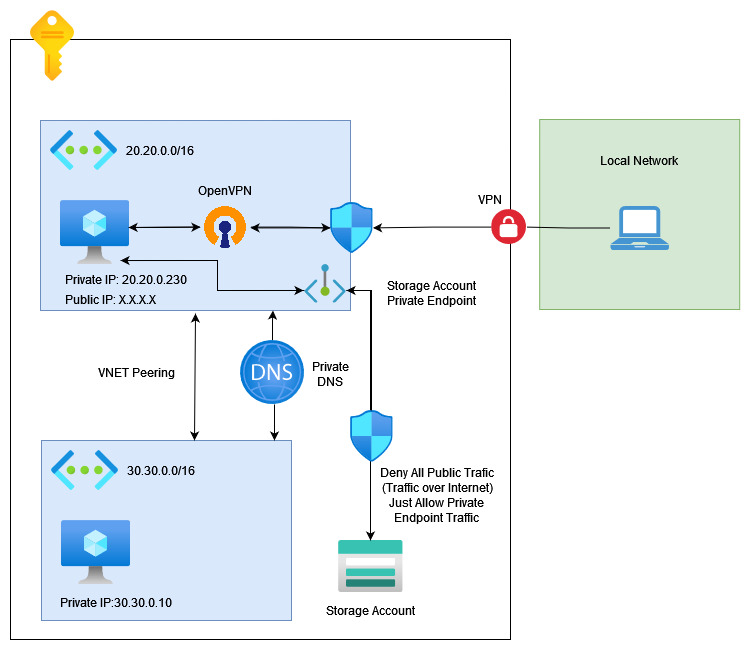 20.20.0.0/16
OpenVPN
VPN
Local Network
Private IP: 20.20.0.230
Public IP: X.X.X.X
Storage Account
Private Endpoint
VNET Peering
DNS
Private
DNS
30.30.0.0/16
Deny All Public Trafic
(Traffic over Internet)
Just Allow Private
Endpoint Traffic
Private IP:30.30.0.10
Storage Account